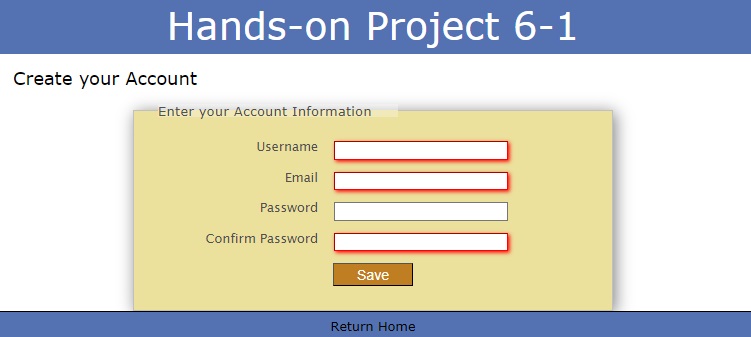 Hands-on Project 6-1
Create your Account
Enter your Account Information
Username
Email
Password
Confirm Password
Save
Return Home